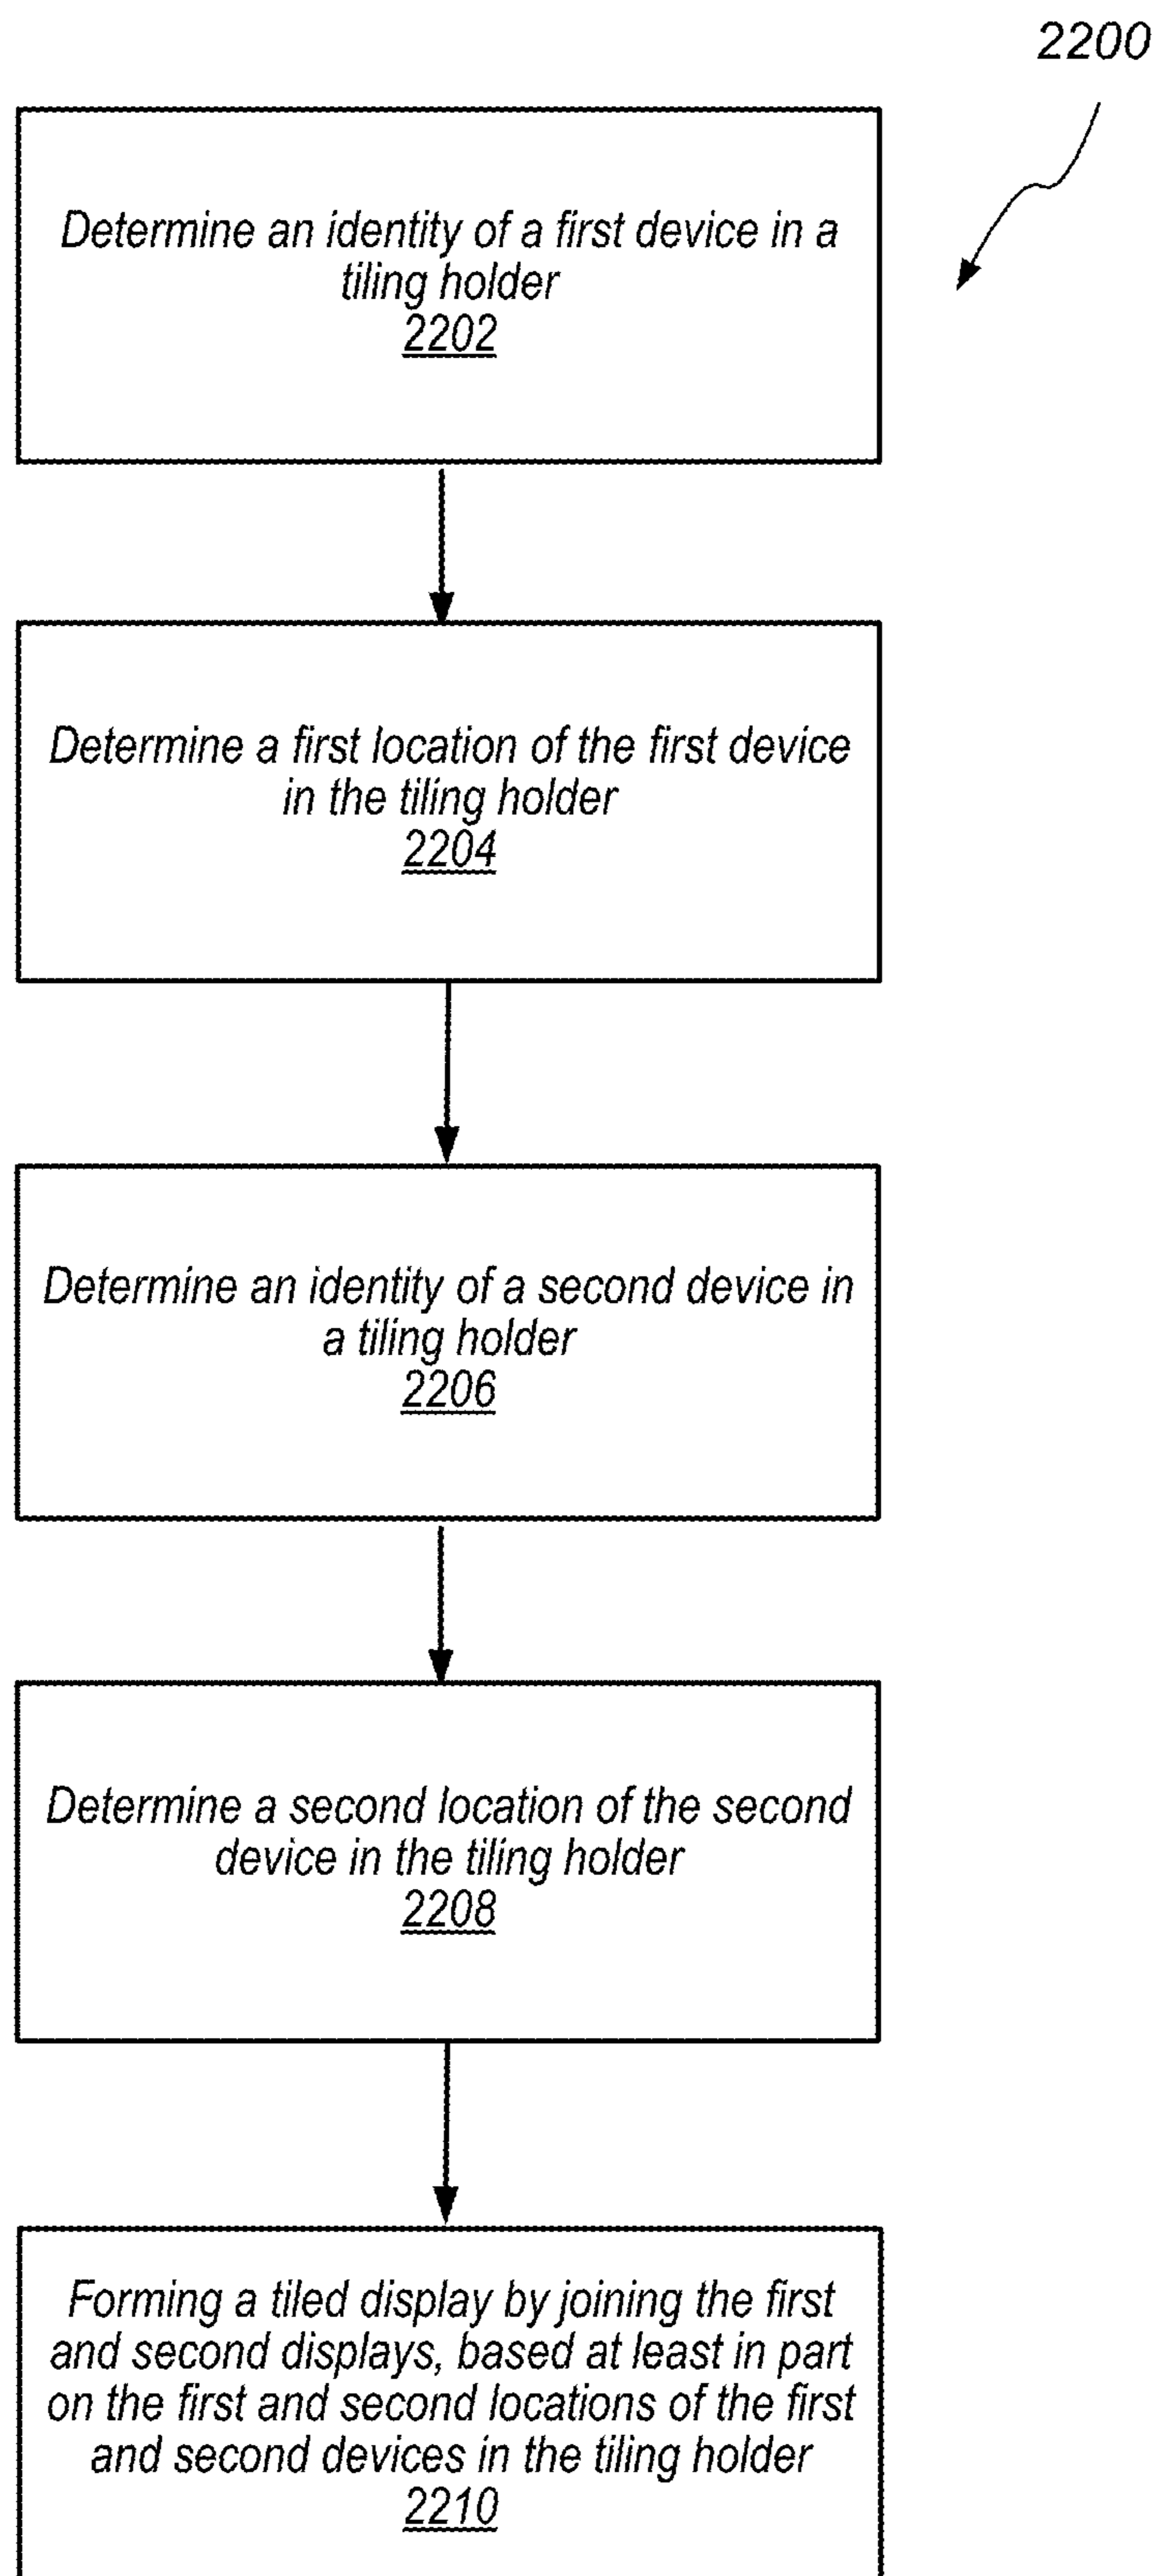 2200
Determine an identity of a first device in a
tiling holder
2202
Determine a first location of the first device
in the tiling holder
2204
Determine an identity of a second device in
a tiling holder
2206
Determine a second location of the second
device in the tiling holder
2208
Forming a tiled display by joining the first
and second displays, based at least in part
on the first and second locations of the first
and second devices in the tiling holder
2210